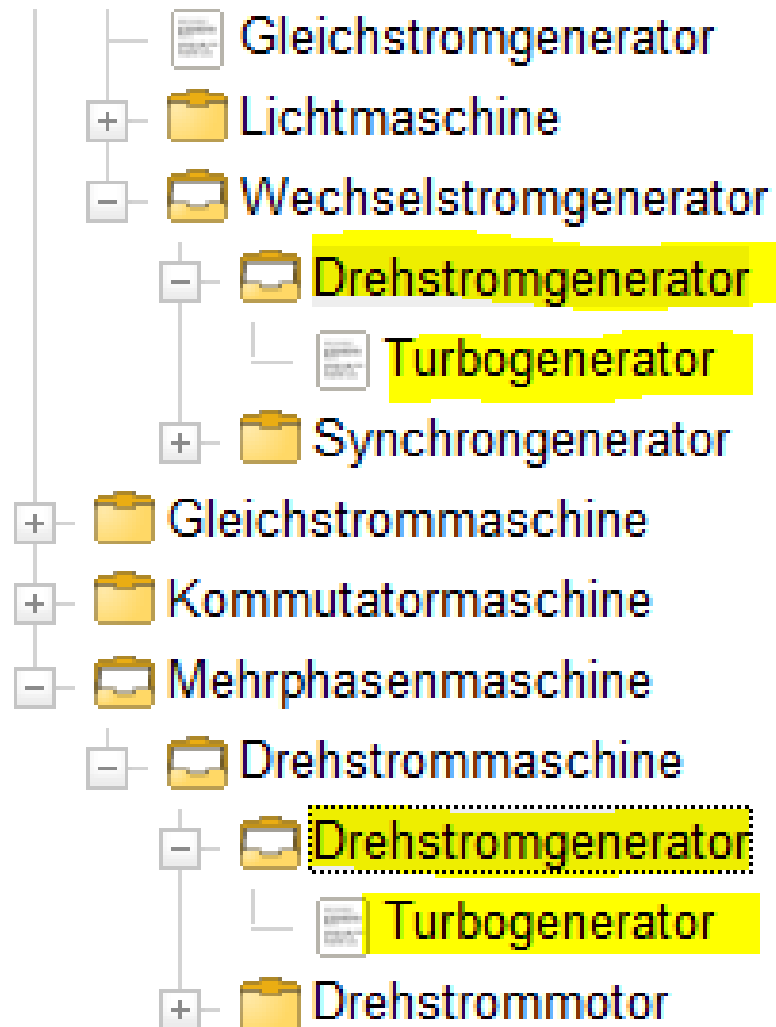 Gleichstromgenerator
Lichtmaschine
Wechselstromgenerator
Drehstromgenerator
Turbogenerator
Synchrongenerator
Gleichstrommaschine
Kommutatormaschine
Mehrphasenmaschine
Drehstrommaschine
Drehstromgenerator
Turbogenerator
Drehstrommotor